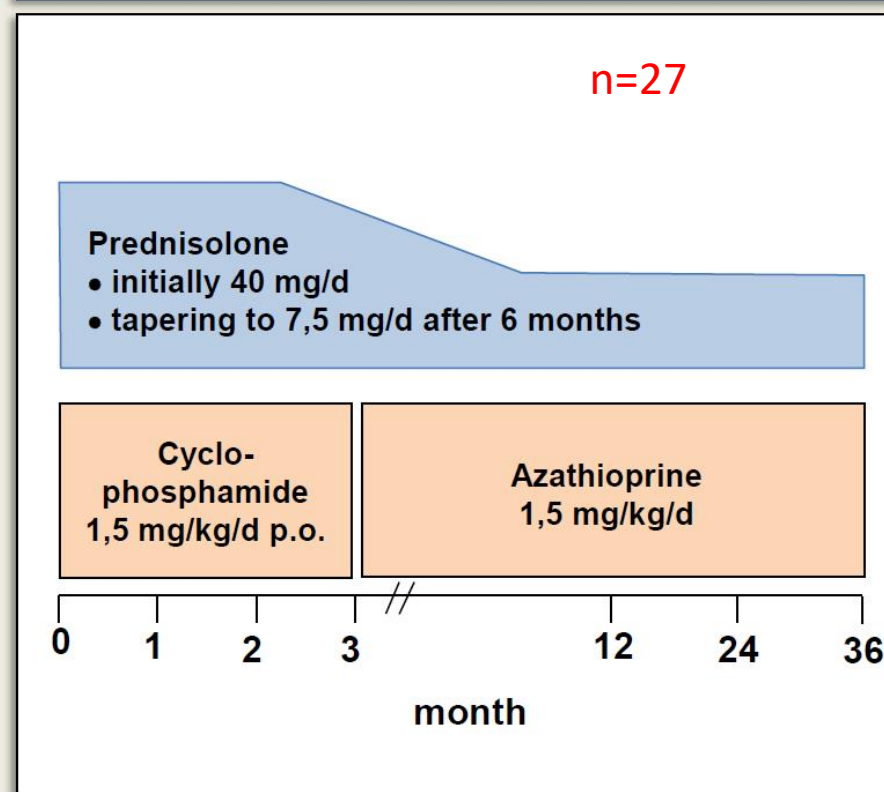 n=27
Prednisolone
• initially 40 mg/d
• tapering to 7,5 mg/d after 6 months
Cyclo-
phosphamide
1,5 mg/kg/d p.o.
Azathioprine
1,5 mg/kg/d
0 1 2 3 12 24 36
month